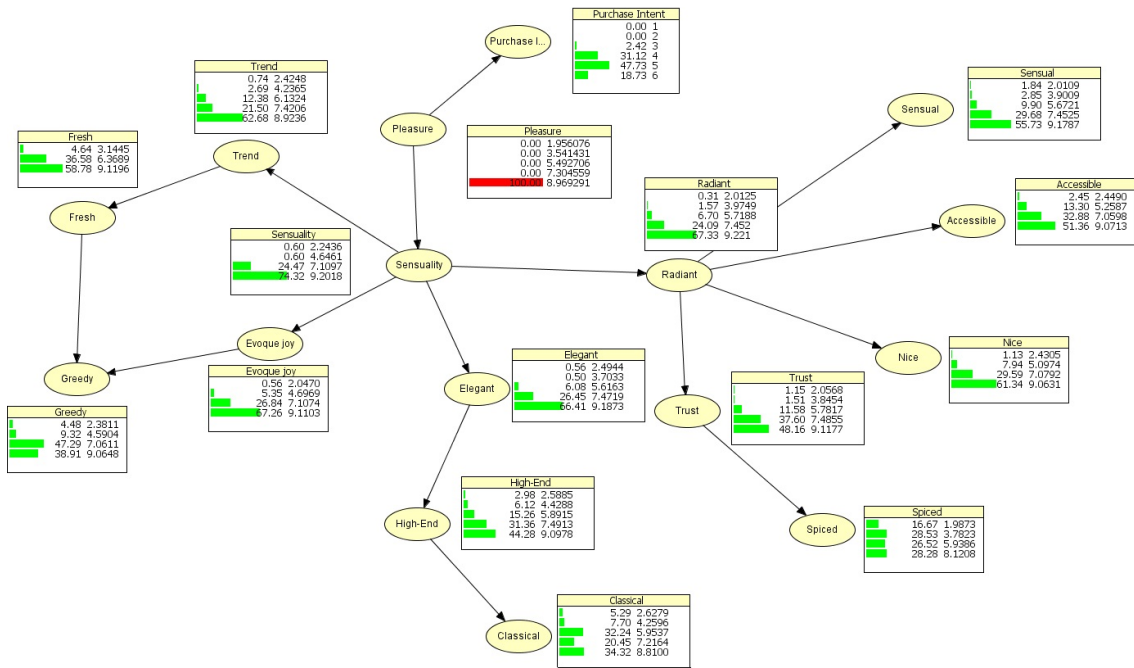 Purchase Intent
0.00 1
0.00 2
2.42 3
31.12 4
47.73 5
18.73 6
Purchase I...
Trend
0.74 2.4248
2.69 4.2365
12.38 6.1324
21.50 7.4206
62.68 8.9236
Sensual
1.84 2.0109
2.85 3.9009
9.90 5.6721
29.68 7.4525
55.73 9.1787
Sensual
Pleasure
Fresh
4.64 3.1445
36.58 6.3689
58.78 9.1196
Trend
Pleasure
0.00 1.956076
0.00 3.541431
0.00 5.492706
0.00 7.304559
100.00 8.969291
Radiant
0.31 2.0125
1.57 3.9749
6.70 5.7188
24.09 7.452
67.33 9.221
Accessible
2.45 2.4490
13.30 5.2587
32.88 7.0598
51.36 9.0713
Accessible
Fresh
Sensuality
0.60 2.2436
0.60 4.6461
24.47 7.1097
74.32 9.2018
Sensuality
Radiant
Evoque joy
Greedy
Evoque joy
0.56 2.0470
5.35 4.6969
26.84 7.1074
67.26 9.1103
Elegant
Elegant
0.56 2.4944
0.50 3.7033
6.08 5.6163
26.45 7.4719
66.41 9.1873
Nice
Nice
1.13 2.4305
7.94 5.0974
29.59 7.0792
61.34 9.0631
Trust
1.15 2.0568
1.51 3.8454
11.58 5.7817
37.60 7.4855
48.16 9.1177
Trust
Greedy
4.48 2.3811
9.32 4.5904
47.29 7.0611
38.91 9.0648
High-End
2.98 2.5885
6.12 4.4288
15.26 5.8915
31.36 7.4913
44.28 9.0978
High-End
Spiced
Spiced
16.67 1.9873
28.53 3.7823
26.52 5.9386
28.28 8.1208
Classical
5.29 2.6279
7.70 4.2596
32.24 5.9537
20.45 7.2164
34.32 8.8100
Classical